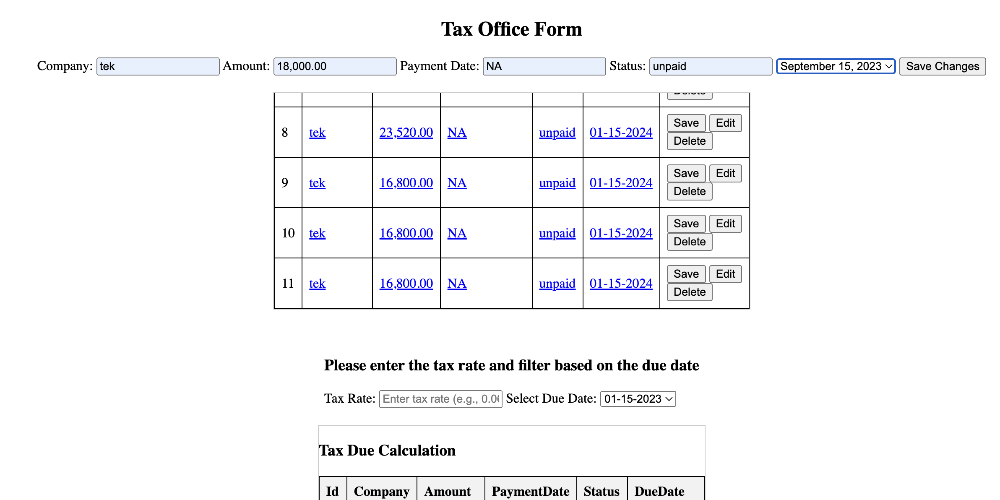 Tax Office Form
Company: tek Amount: 18,000.00 Payment Date: NA Status: unpaid September 15, 2023 Save Changes
8 tek 23,520.00 NA unpaid 01-15-2024 Save Edit
Delete
9 tek 16,800.00 NA unpaid 01-15-2024 Save Edit
Delete
10 tek 16,800.00 NA unpaid 01-15-2024 Save Edit
Delete
11 tek 16,800.00 NA unpaid 01-15-2024 Save Edit
Delete
Please enter the tax rate and filter based on the due date
Tax Rate: Enter tax rate (e.g., 0.06 Select Due Date: 01-15-2023
Tax Due Calculation
Id Company Amount PaymentDate Status DueDate